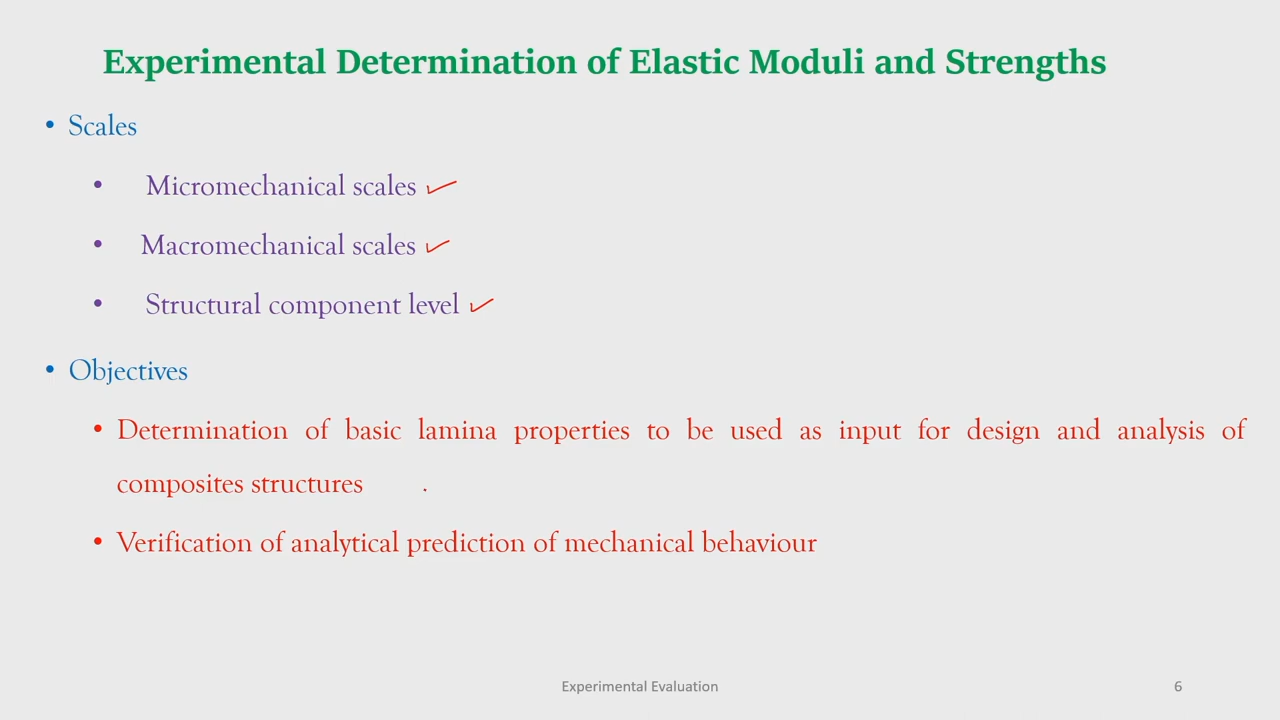 Experimental Determination of Elastic Moduli and Strengths
• Scales
• Micromechanical scales
• Macromechanical scales
• Structural component level
• Objectives
• Determination of basic lamina properties to be used as input for design and analysis of
composites structures .
• Verification of analytical prediction of mechanical behaviour
Experimental Evaluation
6